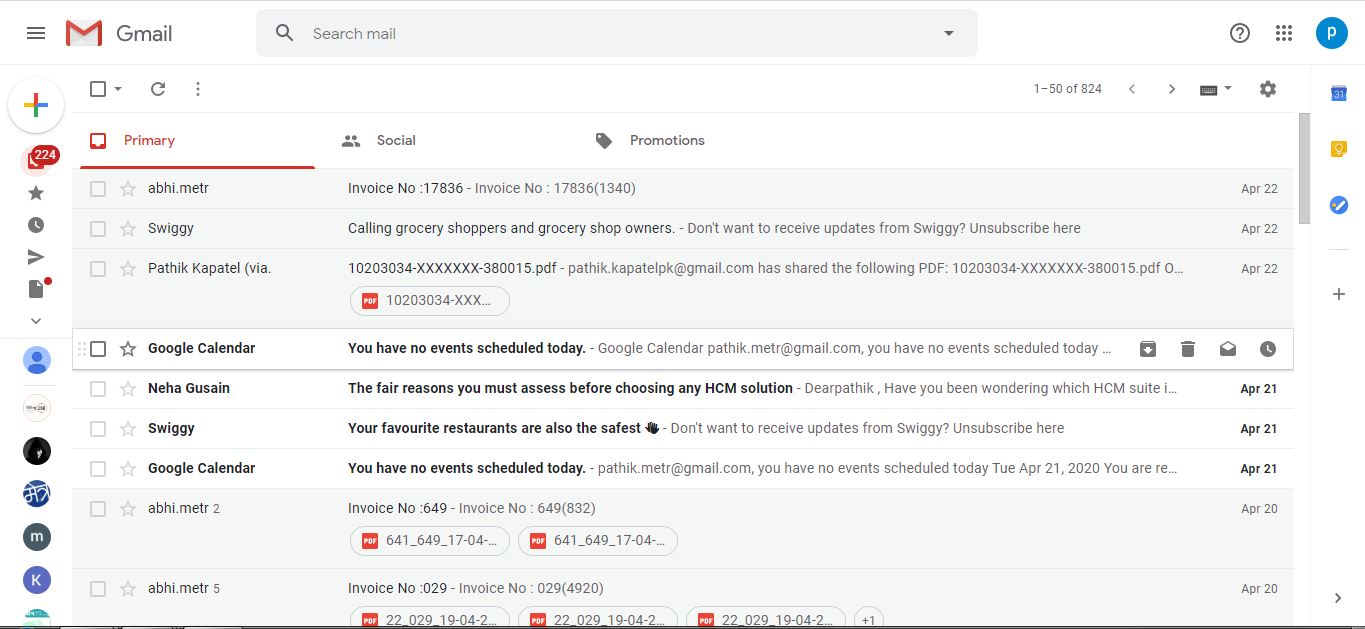 Gmail
Search mail
p
1–50 of 824
31
Primary
Social
Promotions
224
abhi.metr Invoice No :17836 - Invoice No : 17836(1340) Apr 22
Swiggy Calling grocery shoppers and grocery shop owners. - Don't want to receive updates from Swiggy? Unsubscribe here Apr 22
Pathik Kapatel (via. 10203034-XXXXXXX-380015.pdf - pathik.kapatelpk@gmail.com has shared the following PDF: 10203034-XXXXXXX-380015.pdf O… Apr 22
PDF 10203034-XXX…
Google Calendar You have no events scheduled today. - Google Calendar pathik.metr@gmail.com, you have no events scheduled today …
Neha Gusain The fair reasons you must assess before choosing any HCM solution - Dearpathik , Have you been wondering which HCM suite i… Apr 21
Swiggy Your favourite restaurants are also the safest - Don't want to receive updates from Swiggy? Unsubscribe here Apr 21
Google Calendar You have no events scheduled today. - pathik.metr@gmail.com, you have no events scheduled today Tue Apr 21, 2020 You are re… Apr 21
abhi.metr 2 Invoice No :649 - Invoice No : 649(832) Apr 20
PDF 641_649_17-04-… PDF 641_649_17-04-…
m
K
abhi.metr 5 Invoice No :029 - Invoice No : 029(4920) Apr 20
PDF 22_029_19-04-2… PDF 22_029_19-04-2… PDF 22_029_19-04-2… +1